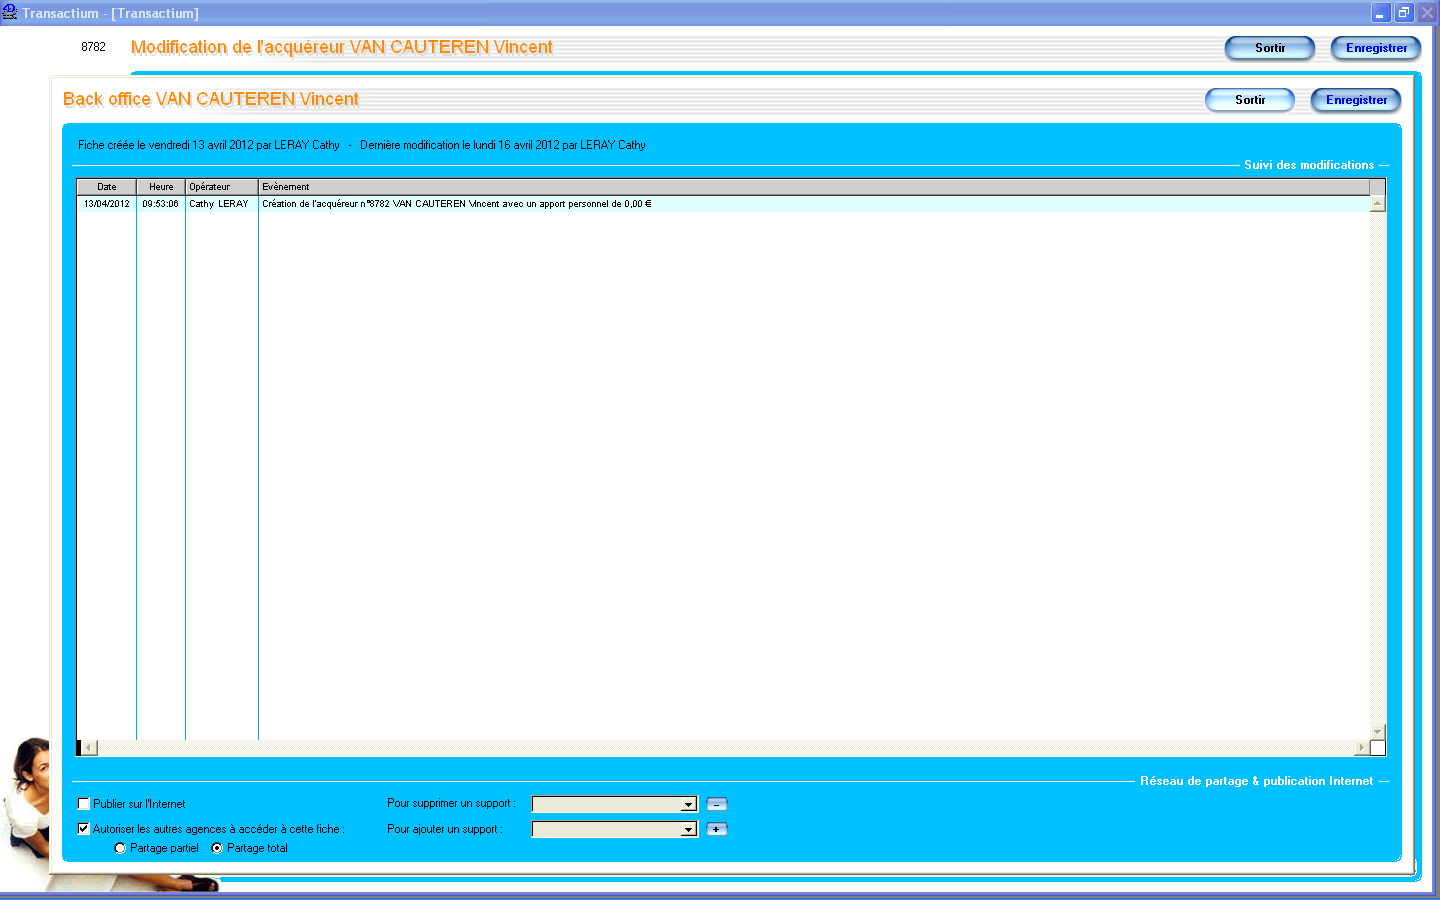 Transactium - [Transactium]
8782 Modification de l'acquéreur VAN CAUTEREN Vincent Sortir Enregistrer
Back office VAN CAUTEREN Vincent Sortir Enregistrer
Fiche créée le vendredi 13 avril 2012 par LERAY Cathy - Dernière modification le lundi 16 avril 2012 par LERAY Cathy
Suivi des modifications
Date Heure Opérateur Evènement
13/04/2012 09:53:06 Cathy LERAY Création de l'acquéreur n°8782 VAN CAUTEREN Vincent avec un apport personnel de 0,00 €
Réseau de partage & publication Internet
Publier sur l'Internet Pour supprimer un support : -
Autoriser les autres agences à accéder à cette fiche : Pour ajouter un support : +
Partage partiel Partage total